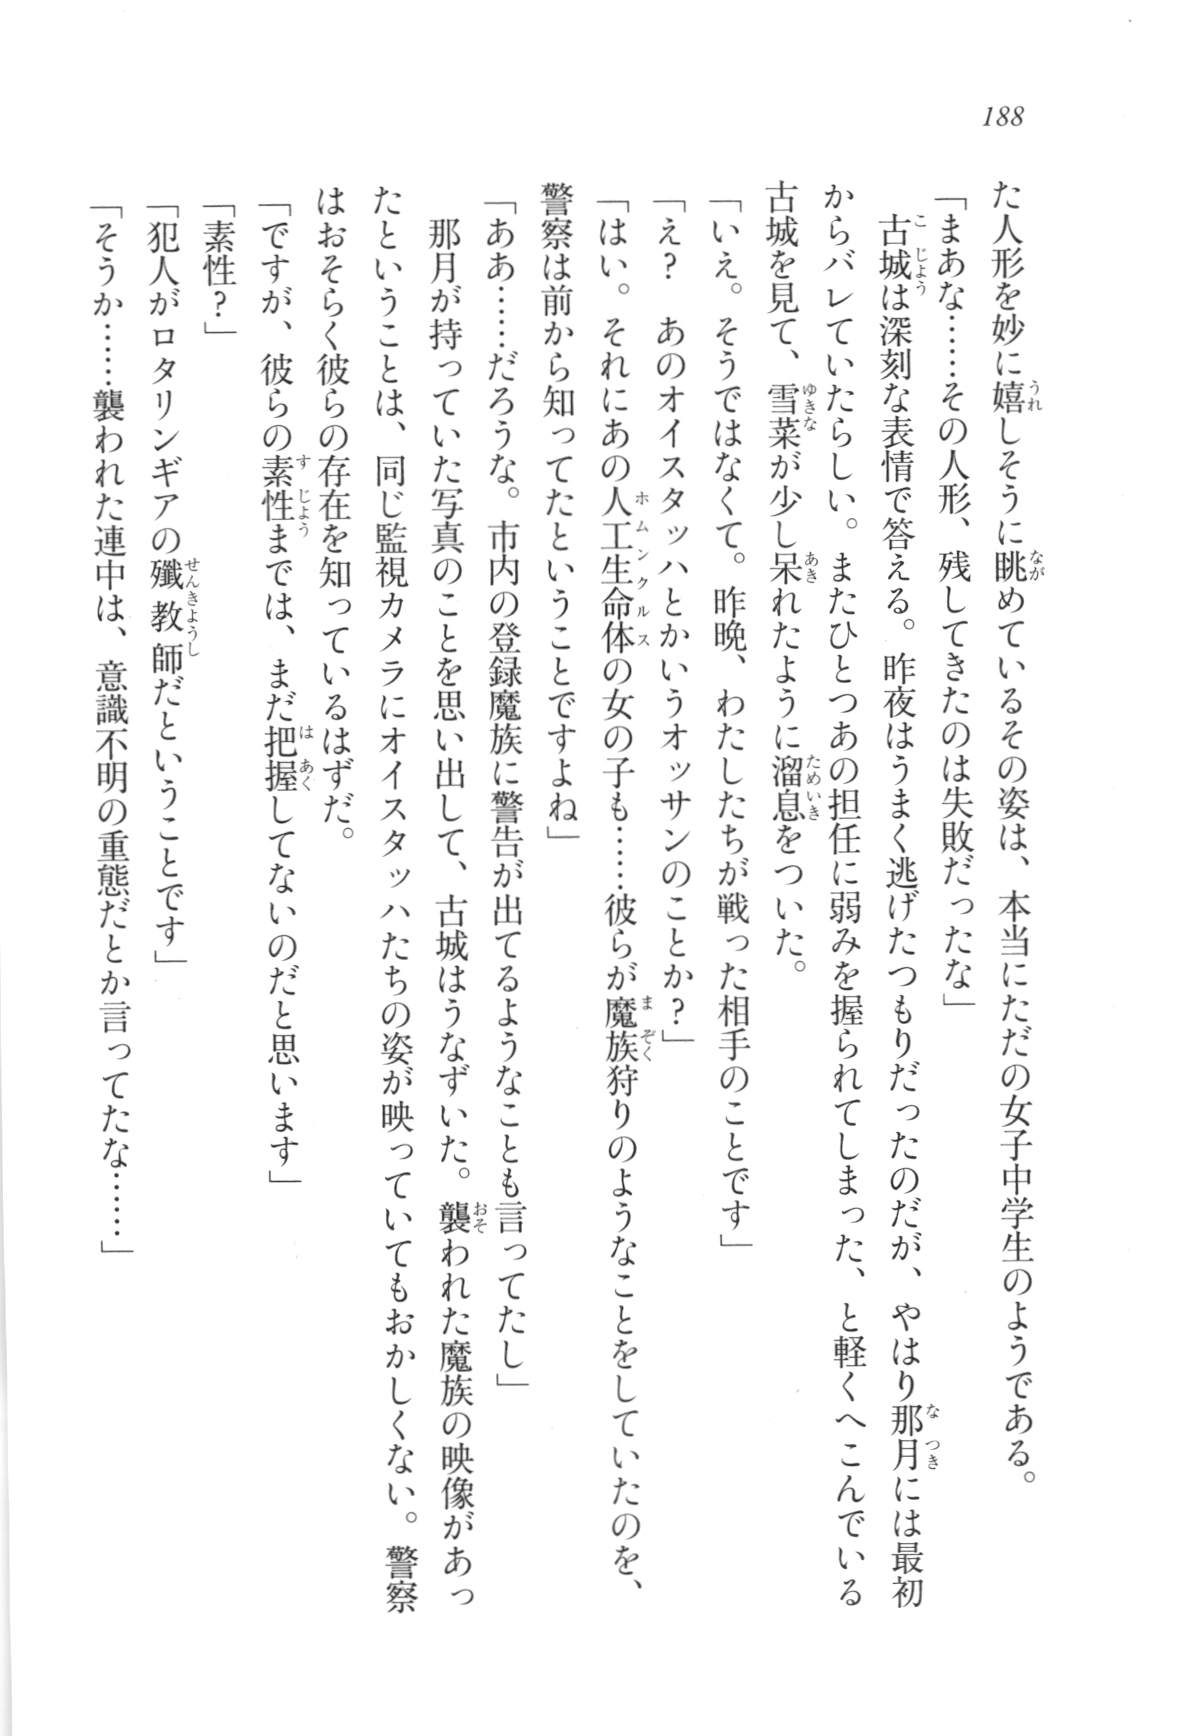 188
た人形を妙に嬉しそうに眺めているその姿は、本当にただの女子中学生のようである。
「まあな……その人形、残してきたのは失敗だったな」
　古城は深刻な表情で答える。昨夜はうまく逃げたつもりだったのだが、やはり那月には最初
からバレていたらしい。またひとつあの担任に弱みを握られてしまった、と軽くへこんでいる
古城を見て、雪菜が少し呆れたように溜息をついた。
「いえ。そうではなくて。昨晩、わたしたちが戦った相手のことです」
「え？　あのオイスタッハとかいうオッサンのことか？」
「はい。それにあの人工生命体の女の子も……彼らが魔族狩りのようなことをしていたのを、
警察は前から知ってたということですよね」
「ああ……だろうな。市内の登録魔族に警告が出てるようなことも言ってたし」
　那月が持っていた写真のことを思い出して、古城はうなずいた。襲われた魔族の映像があっ
たということは、同じ監視カメラにオイスタッハたちの姿が映っていてもおかしくない。警察
はおそらく彼らの存在を知っているはずだ。
「ですが、彼らの素性までは、まだ把握してないのだと思います」
「素性？」
「犯人がロタリンギアの殲教師だということです」
「そうか……襲われた連中は、意識不明の重態だとか言ってたな……」